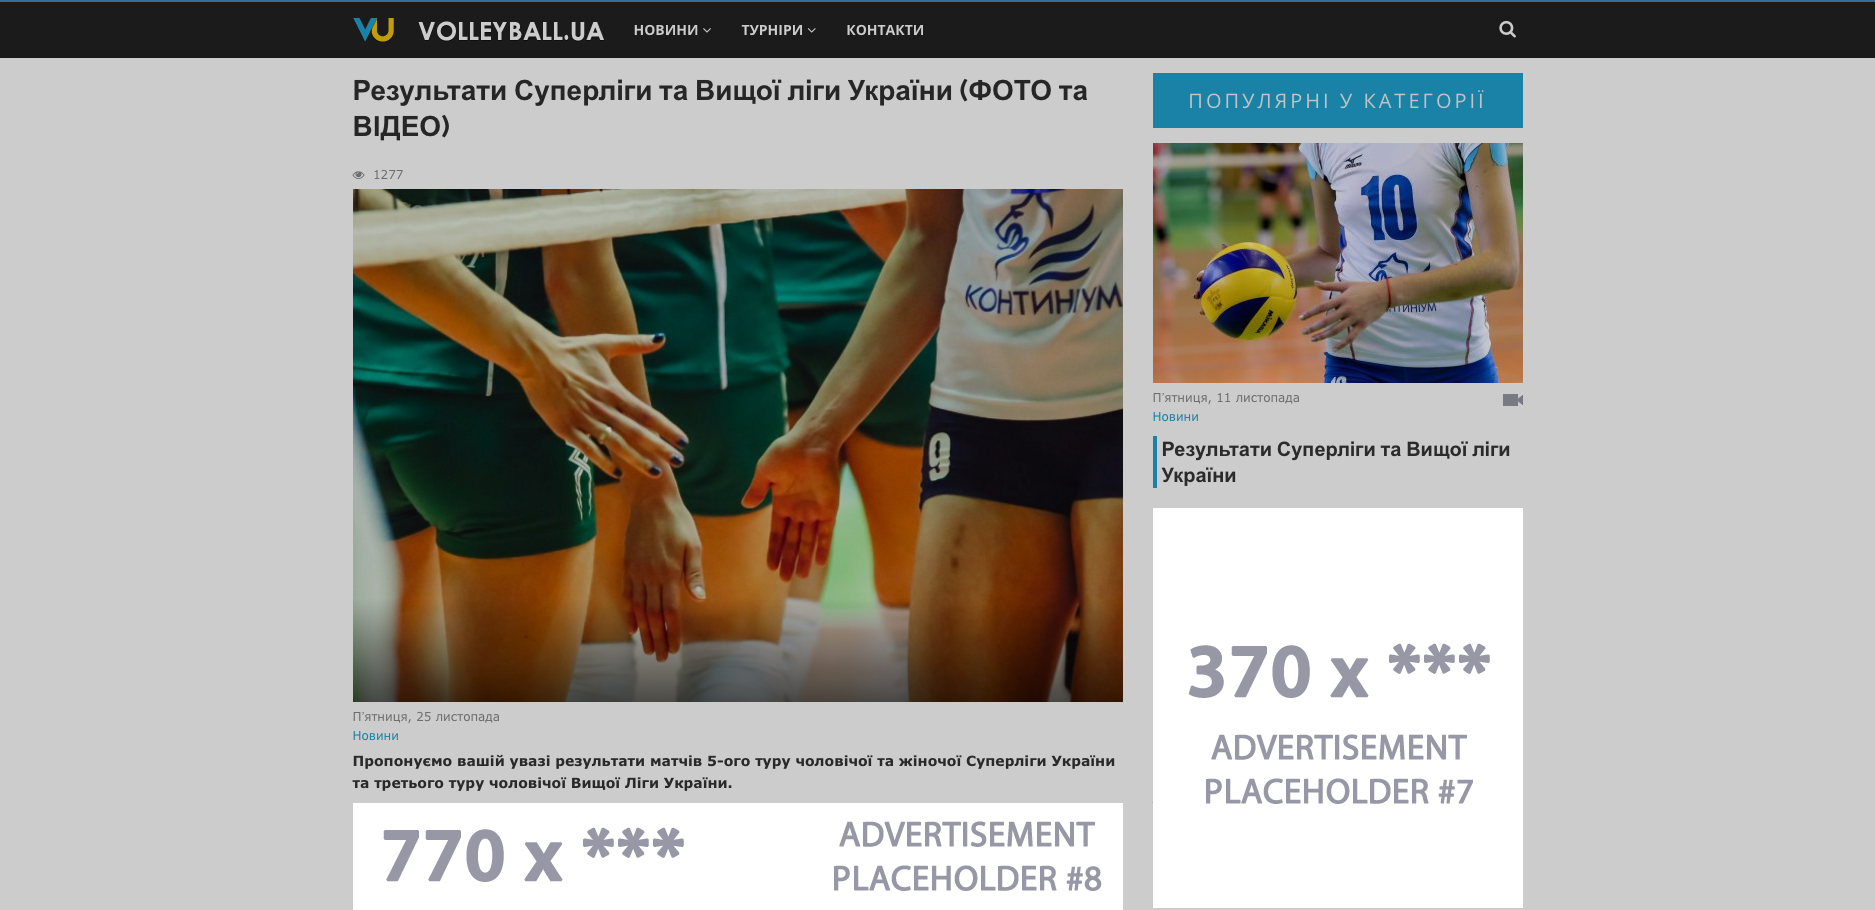 VU VOLLEYBALL.UA НОВИНИ ТУРНІРИ КОНТАКТИ
Результати Суперліги та Вищої ліги України (ФОТО та
ВІДЕО)
1277
КОНТИНІУМ
9
П'ятниця, 25 листопада
Новини
Пропонуємо вашій увазі результати матчів 5-ого туру чоловічої та жіночої Суперліги України
та третього туру чоловічої Вищої Ліги України.
770 x ***
ADVERTISEMENT
PLACEHOLDER #8
ПОПУЛЯРНІ У КАТЕГОРІЇ
10
П'ятниця, 11 листопада
Новини
Результати Суперліги та Вищої ліги
України
370 x ***
ADVERTISEMENT
PLACEHOLDER #7